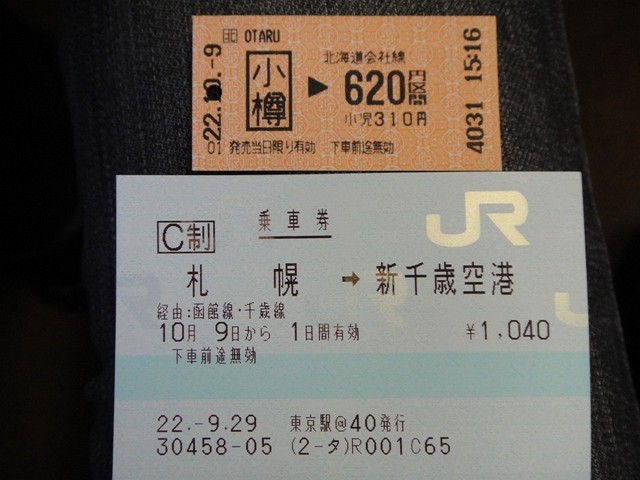 OTARU
22.10.-9
小樽 ▶ 北海道会社線 620円区間
小児310円
4031 15:16
01 発売当日限り有効 下車前途無効
JR
C制 乗車券
札幌 → 新千歳空港
経由:函館線・千歳線
10月 9日から 1日間有効 ¥1,040
下車前途無効
22.-9.29 東京駅@40発行
30458-05 (2-タ)R001C65